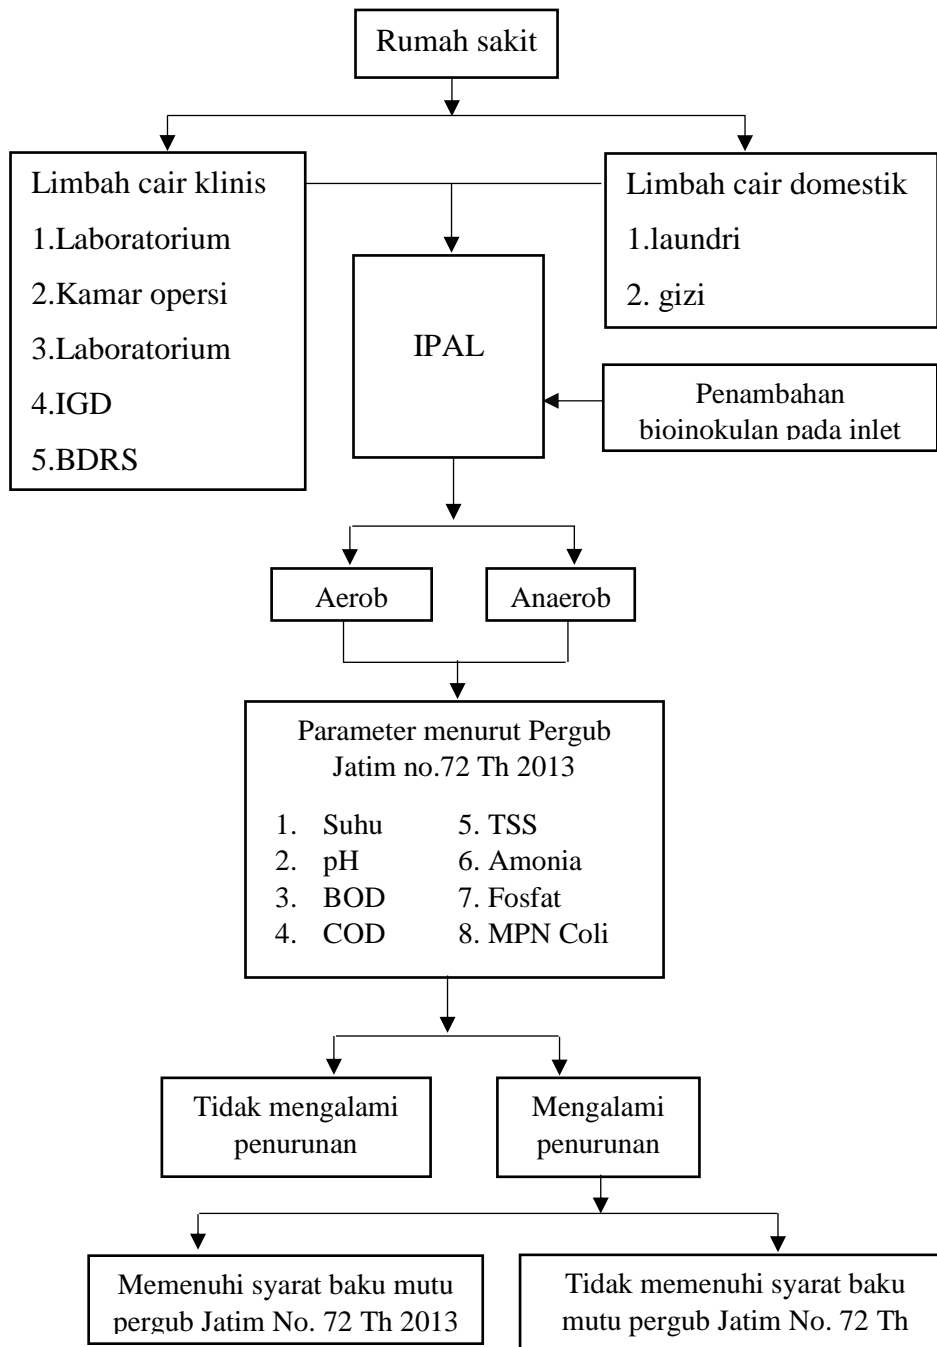 Rumah sakit
Limbah cair klinis
1.Laboratorium
2.Kamar opersi
3.Laboratorium
4.IGD
5.BDRS
Limbah cair domestik
1.laundri
2. gizi
IPAL
Penambahan
bioinokulan pada inlet
Aerob
Anaerob
Parameter menurut Pergub
Jatim no.72 Th 2013
1. Suhu
2. pH
3. BOD
4. COD
5. TSS
6. Amonia
7. Fosfat
8. MPN Coli
Tidak mengalami
penurunan
Mengalami
penurunan
Memenuhi syarat baku mutu
pergub Jatim No. 72 Th 2013
Tidak memenuhi syarat baku
mutu pergub Jatim No. 72 Th